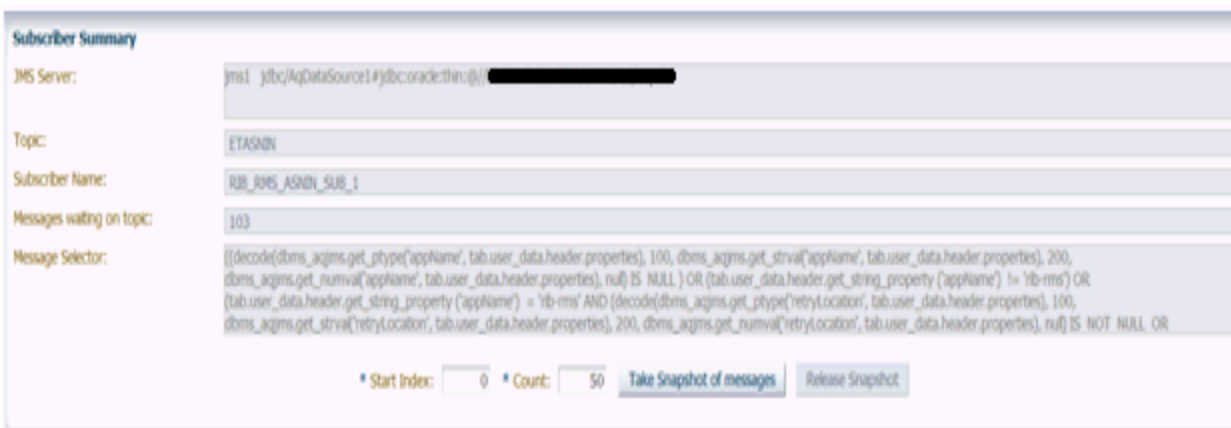 Subscriber Summary
JMS Server:
jms1 jdbc/AqDataSource1#jdbc:oracle:thin:@//
Topic:
ETASNIN
Subscriber Name:
RIB_RMS_ASNIN_SUB_1
Messages waiting on topic:
103
Message Selector:
((decode(dbms_aqjms.get_ptype('appName', tab.user_data.header.properties), 100, dbms_aqjms.get_strval('appName', tab.user_data.header.properties), 200,
dbms_aqjms.get_numval('appName', tab.user_data.header.properties), null) IS NULL ) OR (tab.user_data.header.get_string_property ('appName') != 'rib-rms') OR
(tab.user_data.header.get_string_property ('appName') = 'rib-rms' AND (decode(dbms_aqjms.get_ptype('retryLocation', tab.user_data.header.properties), 100,
dbms_aqjms.get_strval('retryLocation', tab.user_data.header.properties), 200, dbms_aqjms.get_numval('retryLocation', tab.user_data.header.properties), null) IS NOT NULL OR
* Start Index: 0 * Count: 50 Take Snapshot of messages Release Snapshot